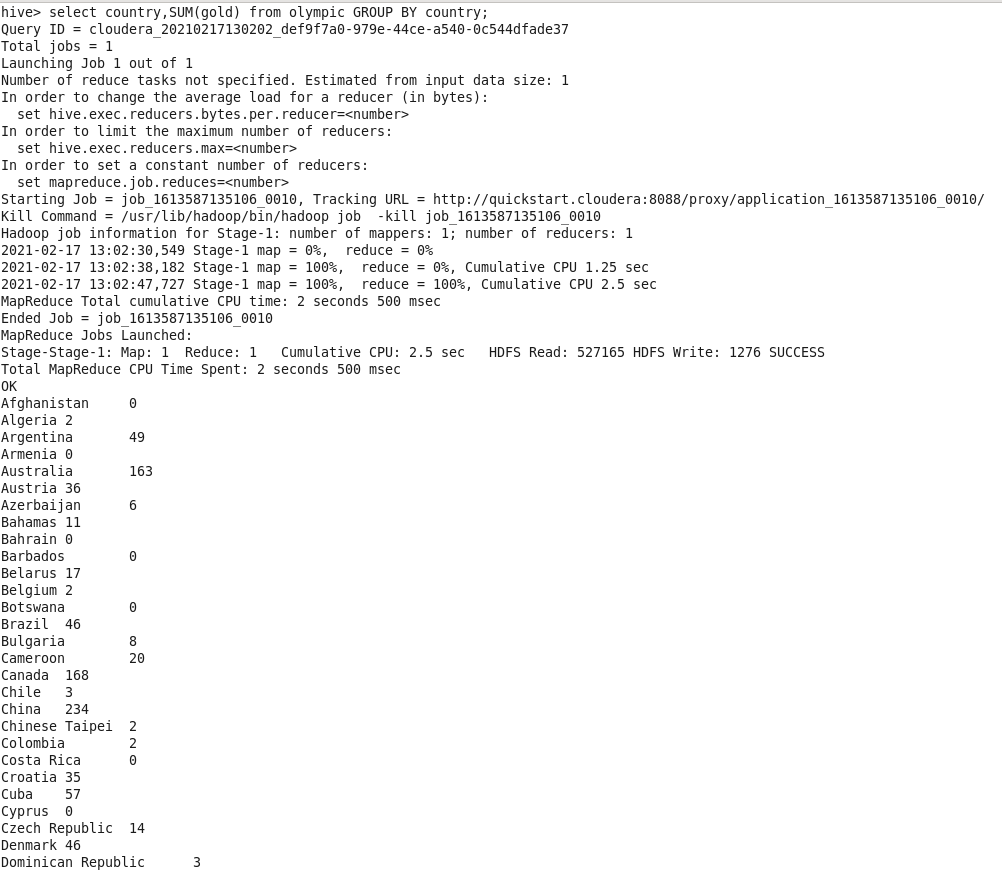 hive> select country,SUM(gold) from olympic GROUP BY country;
Query ID = cloudera_20210217130202_def9f7a0-979e-44ce-a540-0c544dfade37
Total jobs = 1
Launching Job 1 out of 1
Number of reduce tasks not specified. Estimated from input data size: 1
In order to change the average load for a reducer (in bytes):
  set hive.exec.reducers.bytes.per.reducer=<number>
In order to limit the maximum number of reducers:
  set hive.exec.reducers.max=<number>
In order to set a constant number of reducers:
  set mapreduce.job.reduces=<number>
Starting Job = job_1613587135106_0010, Tracking URL = http://quickstart.cloudera:8088/proxy/application_1613587135106_0010/
Kill Command = /usr/lib/hadoop/bin/hadoop job  -kill job_1613587135106_0010
Hadoop job information for Stage-1: number of mappers: 1; number of reducers: 1
2021-02-17 13:02:30,549 Stage-1 map = 0%,  reduce = 0%
2021-02-17 13:02:38,182 Stage-1 map = 100%,  reduce = 0%, Cumulative CPU 1.25 sec
2021-02-17 13:02:47,727 Stage-1 map = 100%,  reduce = 100%, Cumulative CPU 2.5 sec
MapReduce Total cumulative CPU time: 2 seconds 500 msec
Ended Job = job_1613587135106_0010
MapReduce Jobs Launched:
Stage-Stage-1: Map: 1  Reduce: 1   Cumulative CPU: 2.5 sec   HDFS Read: 527165 HDFS Write: 1276 SUCCESS
Total MapReduce CPU Time Spent: 2 seconds 500 msec
OK
Afghanistan     0
Algeria 2
Argentina       49
Armenia 0
Australia       163
Austria 36
Azerbaijan      6
Bahamas 11
Bahrain 0
Barbados        0
Belarus 17
Belgium 2
Botswana        0
Brazil  46
Bulgaria        8
Cameroon        20
Canada  168
Chile   3
China   234
Chinese Taipei  2
Colombia        2
Costa Rica      0
Croatia 35
Cuba    57
Cyprus  0
Czech Republic  14
Denmark 46
Dominican Republic      3